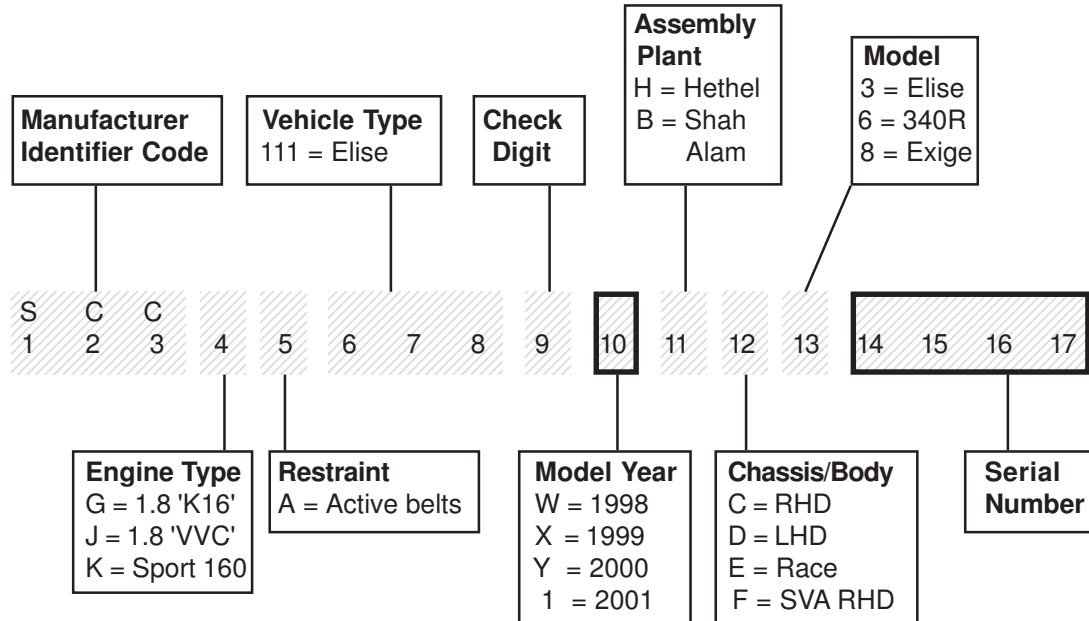 Assembly
Plant
H = Hethel
B = Shah
Alam
Model
3 = Elise
6 = 340R
8 = Exige
Manufacturer
Identifier Code
Vehicle Type
111 = Elise
Check
Digit
S C C
1 2 3 4 5 6 7 8 9 10 11 12 13 14 15 16 17
Engine Type
G = 1.8 'K16'
J = 1.8 'VVC'
K = Sport 160
Restraint
A = Active belts
Model Year
W = 1998
X = 1999
Y = 2000
1 = 2001
Chassis/Body
C = RHD
D = LHD
E = Race
F = SVA RHD
Serial
Number